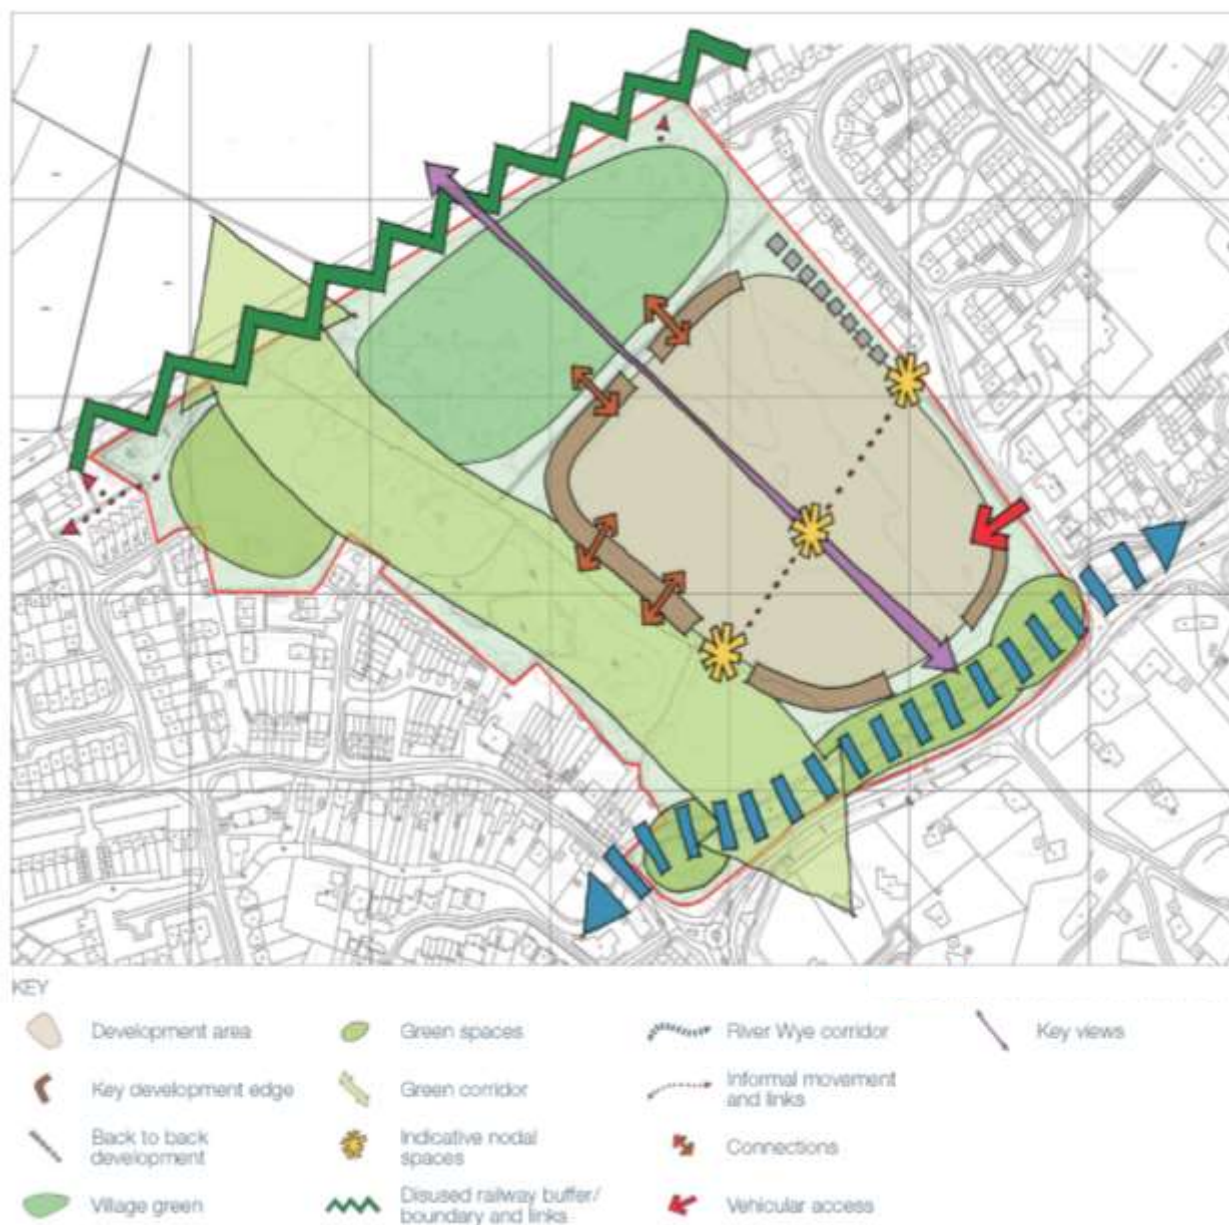 KEY
Development area
Key development edge
Back to back
development
Village green
Green spaces
Green corridor
Indicative nodal
spaces
Disused railway buffer/
boundary and links
River Wye corridor
Informal movement
and links
Connections
Vehicular access
Key views